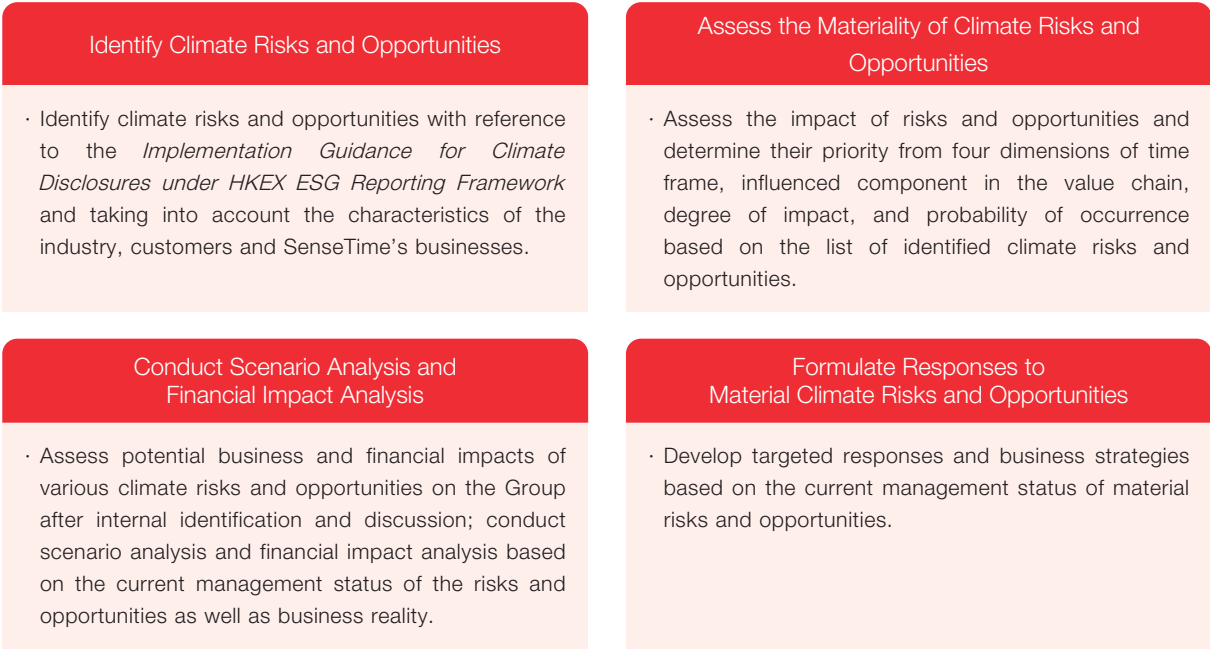 Identify Climate Risks and Opportunities
· Identify climate risks and opportunities with reference
to the Implementation Guidance for Climate
Disclosures under HKEX ESG Reporting Framework
and taking into account the characteristics of the
industry, customers and SenseTime's businesses.
Assess the Materiality of Climate Risks and
Opportunities
· Assess the impact of risks and opportunities and
determine their priority from four dimensions of time
frame, influenced component in the value chain,
degree of impact, and probability of occurrence
based on the list of identified climate risks and
opportunities.
Conduct Scenario Analysis and
Financial Impact Analysis
· Assess potential business and financial impacts of
various climate risks and opportunities on the Group
after internal identification and discussion; conduct
scenario analysis and financial impact analysis based
on the current management status of the risks and
opportunities as well as business reality.
Formulate Responses to
Material Climate Risks and Opportunities
· Develop targeted responses and business strategies
based on the current management status of material
risks and opportunities.